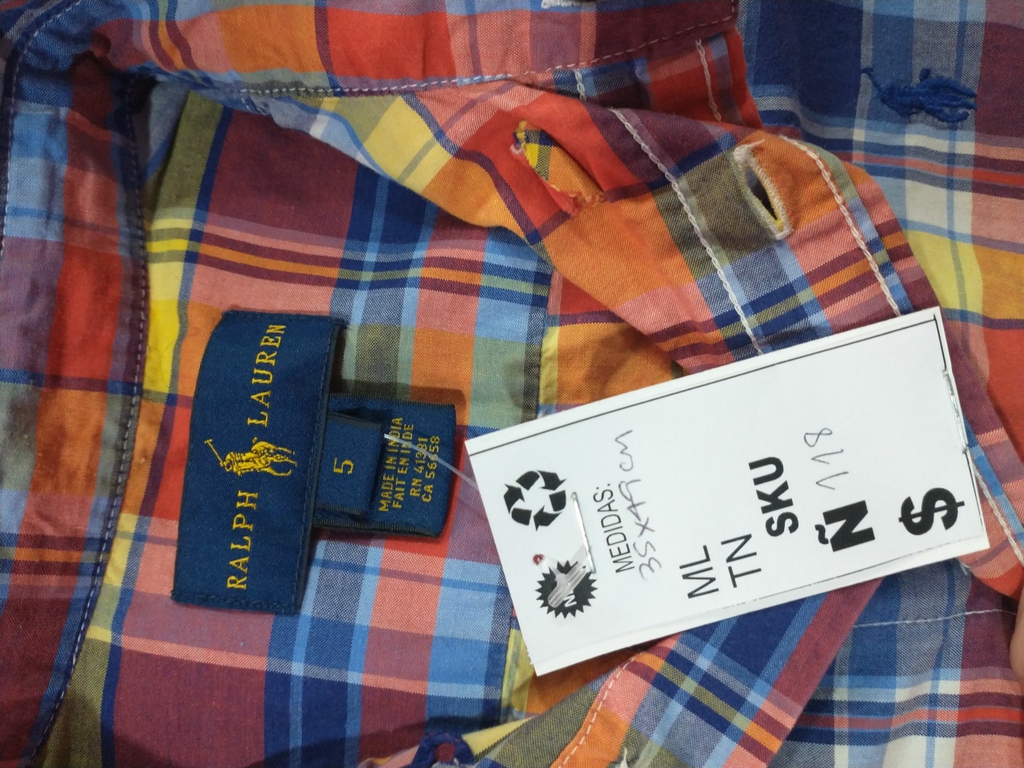 RALPH LAUREN
5
MADE IN INDIA
FAIT EN INDE
RN 41381
CA 56658
MEDIDAS:
35x49 cm
ML
TN
SKU
Ñ 118
$